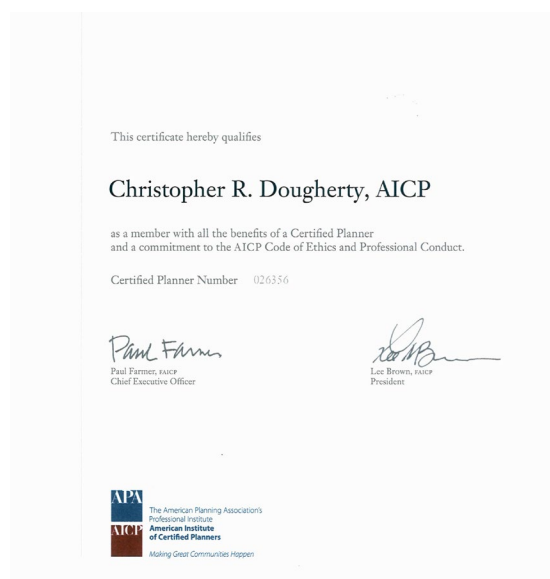 This certificate hereby qualifies
Christopher R. Dougherty, AICP
as a member with all the benefits of a Certified Planner
and a commitment to the AICP Code of Ethics and Professional Conduct.
Certified Planner Number 026356
Paul Farmer
Paul Farmer, FAICP
Chief Executive Officer
Lee Brown, FAICP
President
APA
The American Planning Association's
Professional Institute
AICP
American Institute
of Certified Planners
Making Great Communities Happen